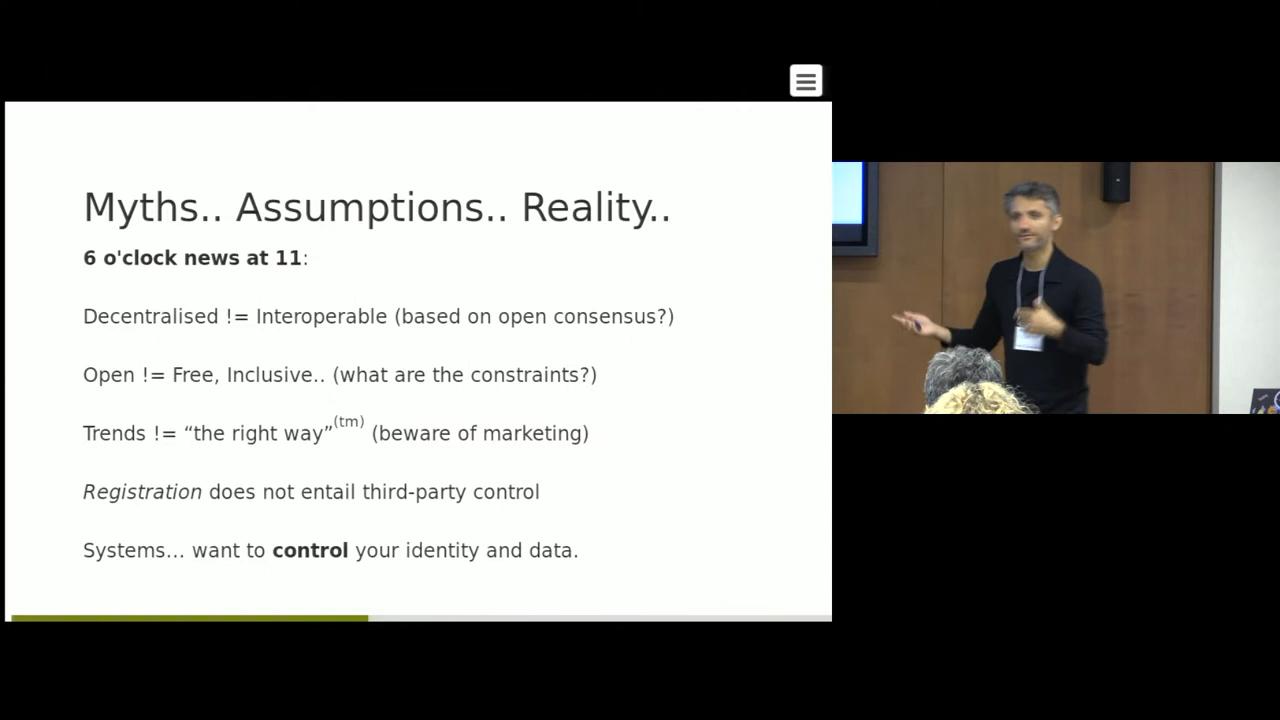 Myths.. Assumptions.. Reality..
6 o'clock news at 11:
Decentralised != Interoperable (based on open consensus?)
Open != Free, Inclusive.. (what are the constraints?)
Trends != “the right way”(tm) (beware of marketing)
Registration does not entail third-party control
Systems... want to control your identity and data.